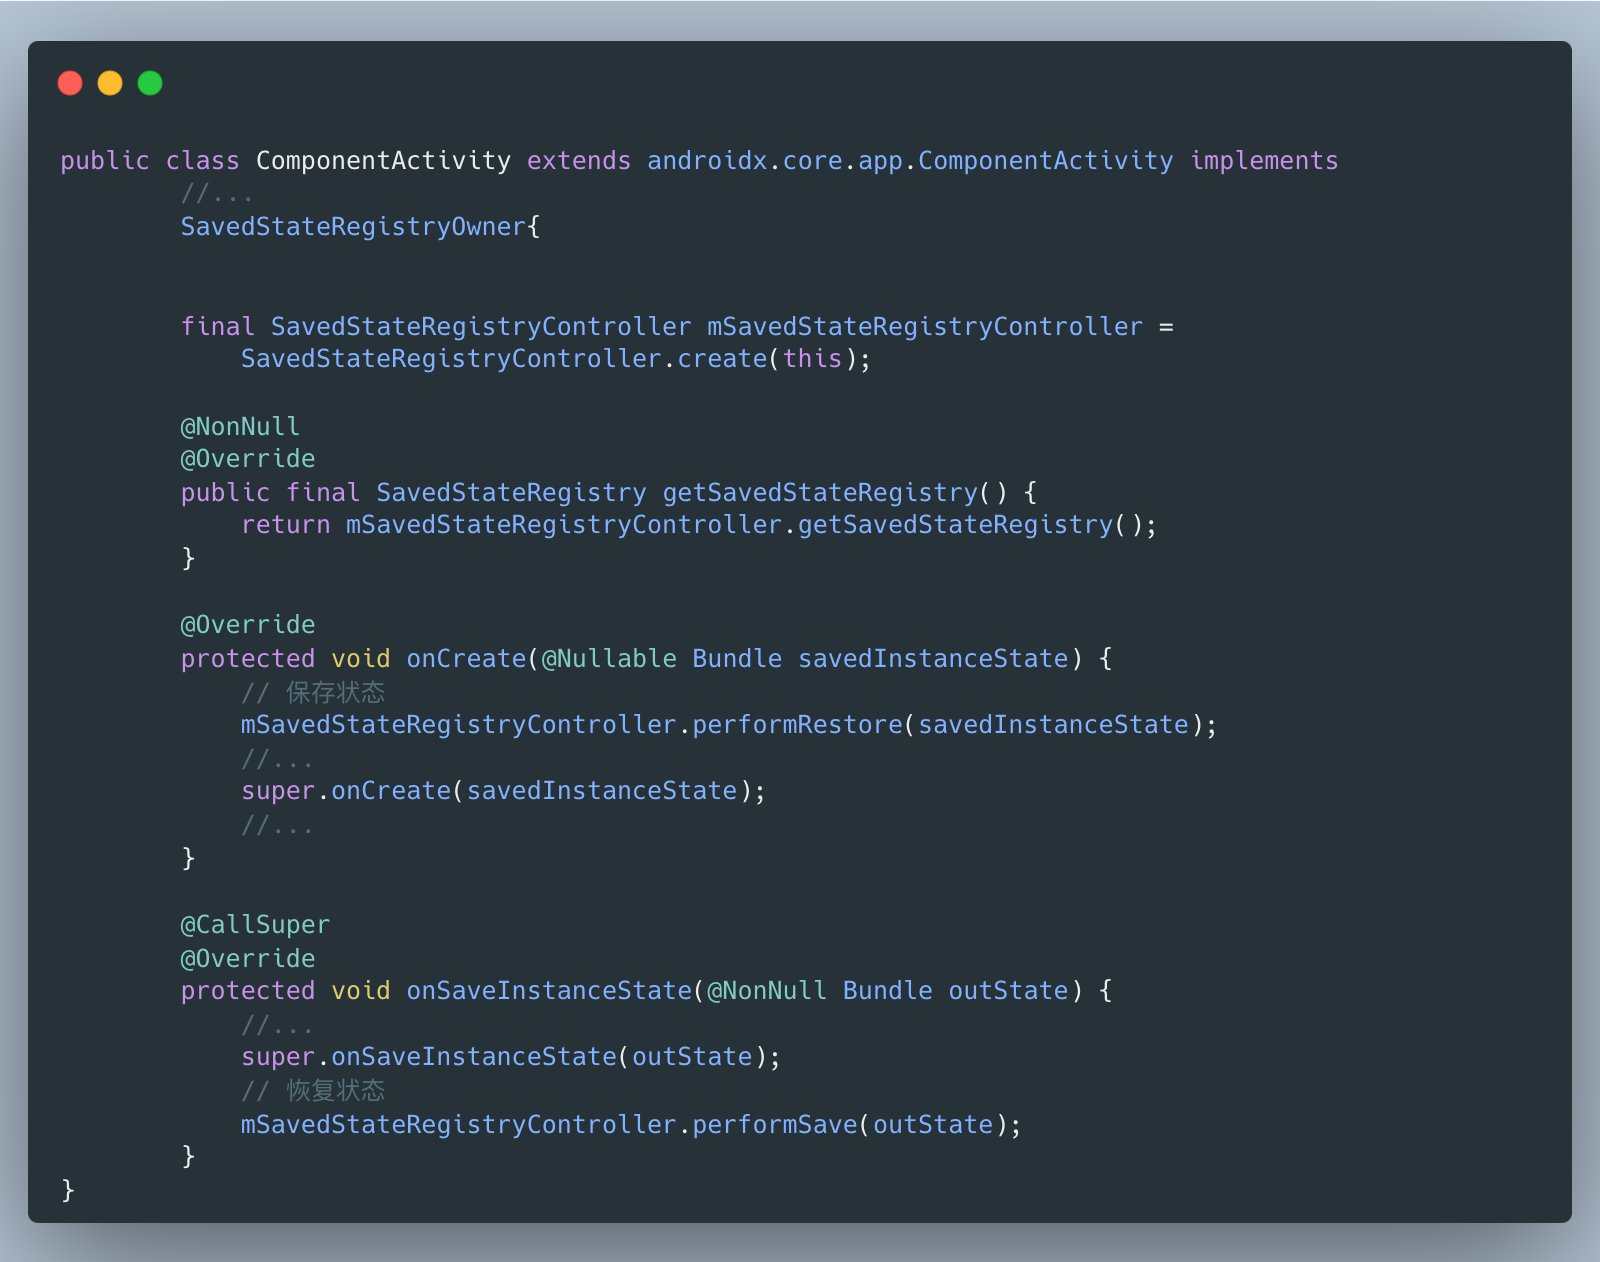 public class ComponentActivity extends androidx.core.app.ComponentActivity implements
        //...
        SavedStateRegistryOwner{


        final SavedStateRegistryController mSavedStateRegistryController =
            SavedStateRegistryController.create(this);

        @NonNull
        @Override
        public final SavedStateRegistry getSavedStateRegistry() {
            return mSavedStateRegistryController.getSavedStateRegistry();
        }

        @Override
        protected void onCreate(@Nullable Bundle savedInstanceState) {
            // 保存状态
            mSavedStateRegistryController.performRestore(savedInstanceState);
            //...
            super.onCreate(savedInstanceState);
            //...
        }

        @CallSuper
        @Override
        protected void onSaveInstanceState(@NonNull Bundle outState) {
            //...
            super.onSaveInstanceState(outState);
            // 恢复状态
            mSavedStateRegistryController.performSave(outState);
        }
}